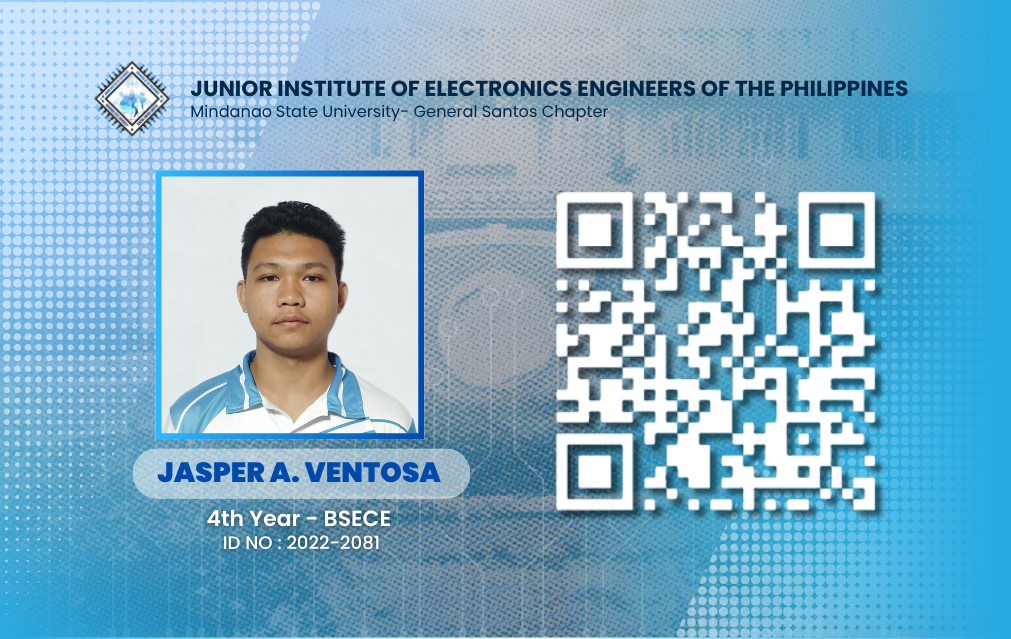 JUNIOR INSTITUTE OF ELECTRONICS ENGINEERS OF THE PHILIPPINES
Mindanao State University- General Santos Chapter
JASPER A. VENTOSA
4th Year - BSECE
ID NO : 2022-2081